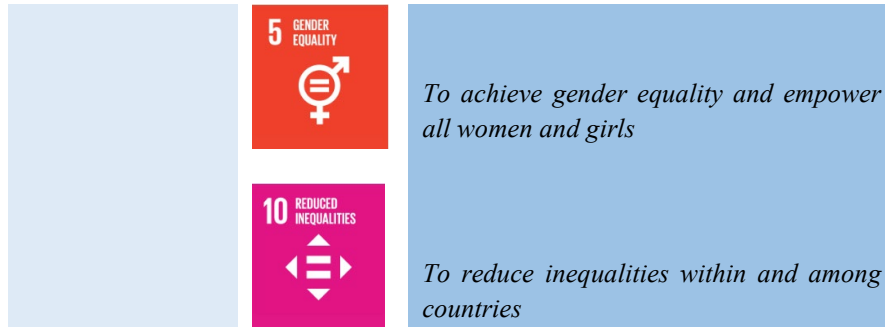 5 GENDER
EQUALITY
To achieve gender equality and empower
all women and girls
10 REDUCED
INEQUALITIES
To reduce inequalities within and among
countries